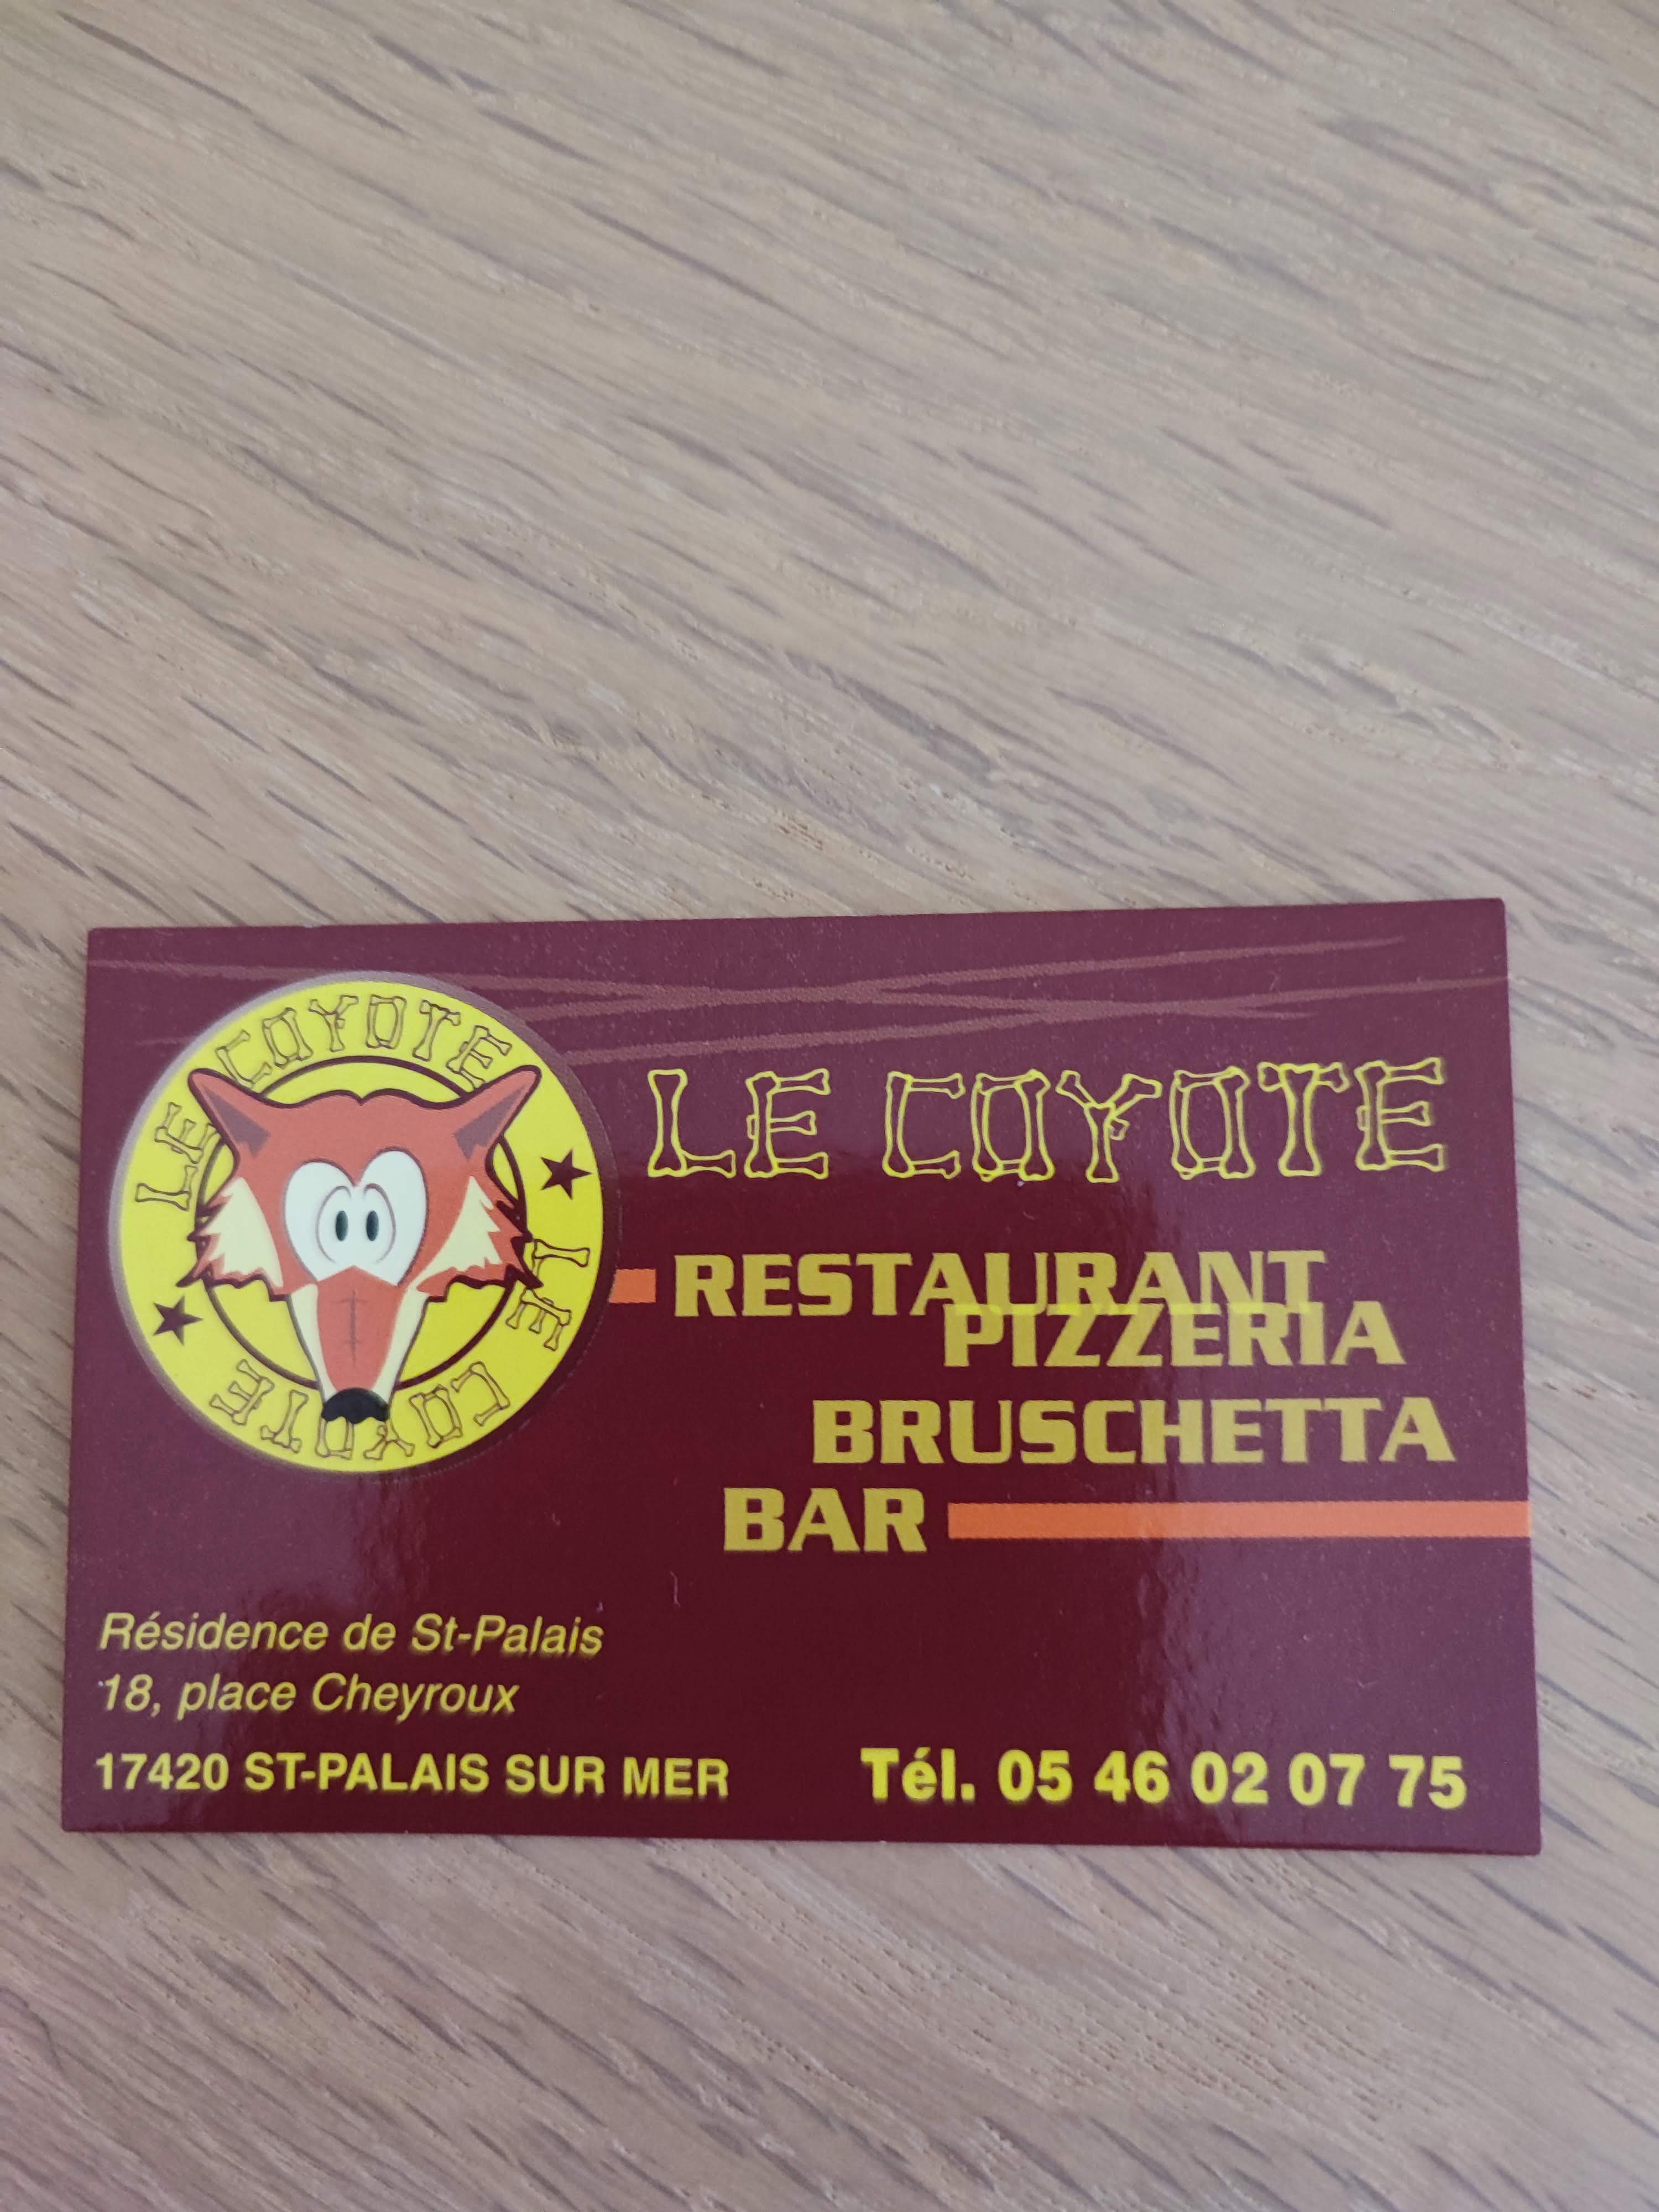 LE COYOTE
LE COYOTE
LE COYOTE
RESTAURANT
PIZZERIA
BRUSCHETTA
BAR
Résidence de St-Palais
18, place Cheyroux
17420 ST-PALAIS SUR MER
Tél. 05 46 02 07 75